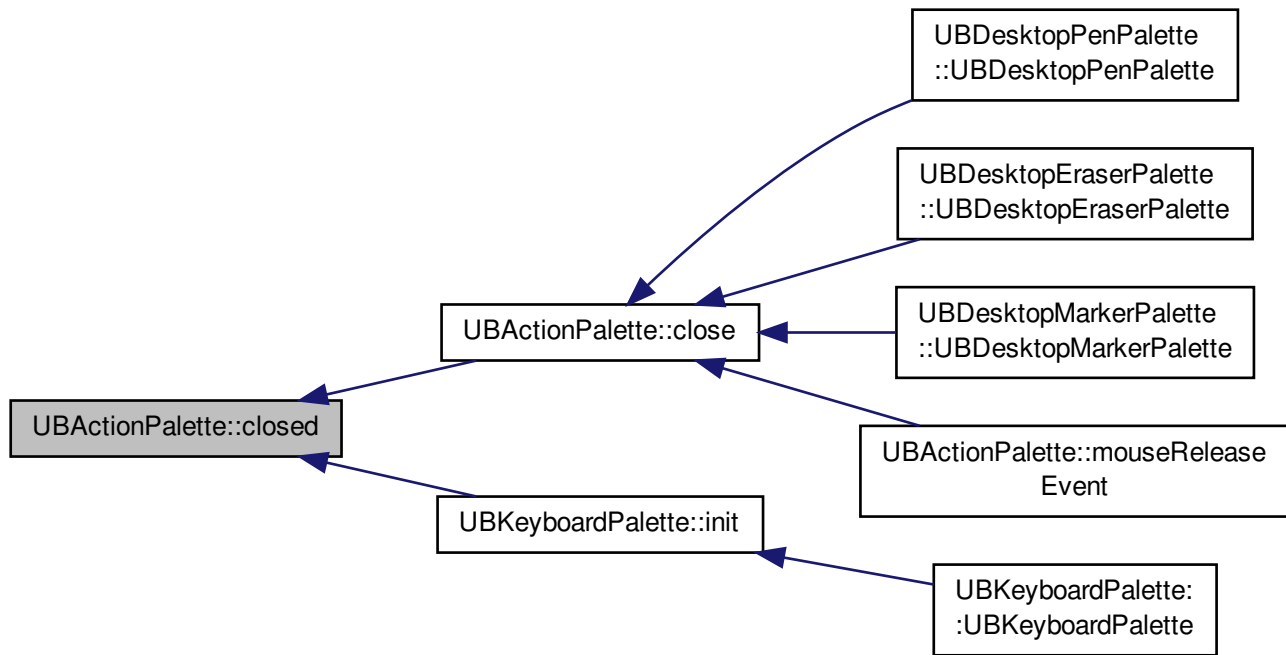 UBDesktopPenPalette
::UBDesktopPenPalette
UBDesktopEraserPalette
::UBDesktopEraserPalette
UBActionPalette::close
UBDesktopMarkerPalette
::UBDesktopMarkerPalette
UBActionPalette::closed
UBActionPalette::mouseRelease
Event
UBKeyboardPalette::init
UBKeyboardPalette:
:UBKeyboardPalette